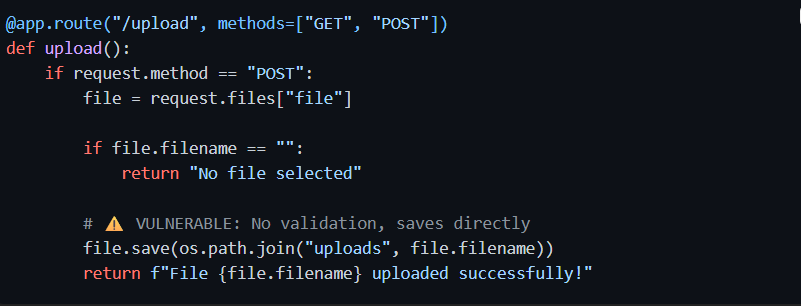 @app.route("/upload", methods=["GET", "POST"])
def upload():
    if request.method == "POST":
        file = request.files["file"]

        if file.filename == "":
            return "No file selected"

        # ⚠️ VULNERABLE: No validation, saves directly
        file.save(os.path.join("uploads", file.filename))
        return f"File {file.filename} uploaded successfully!"